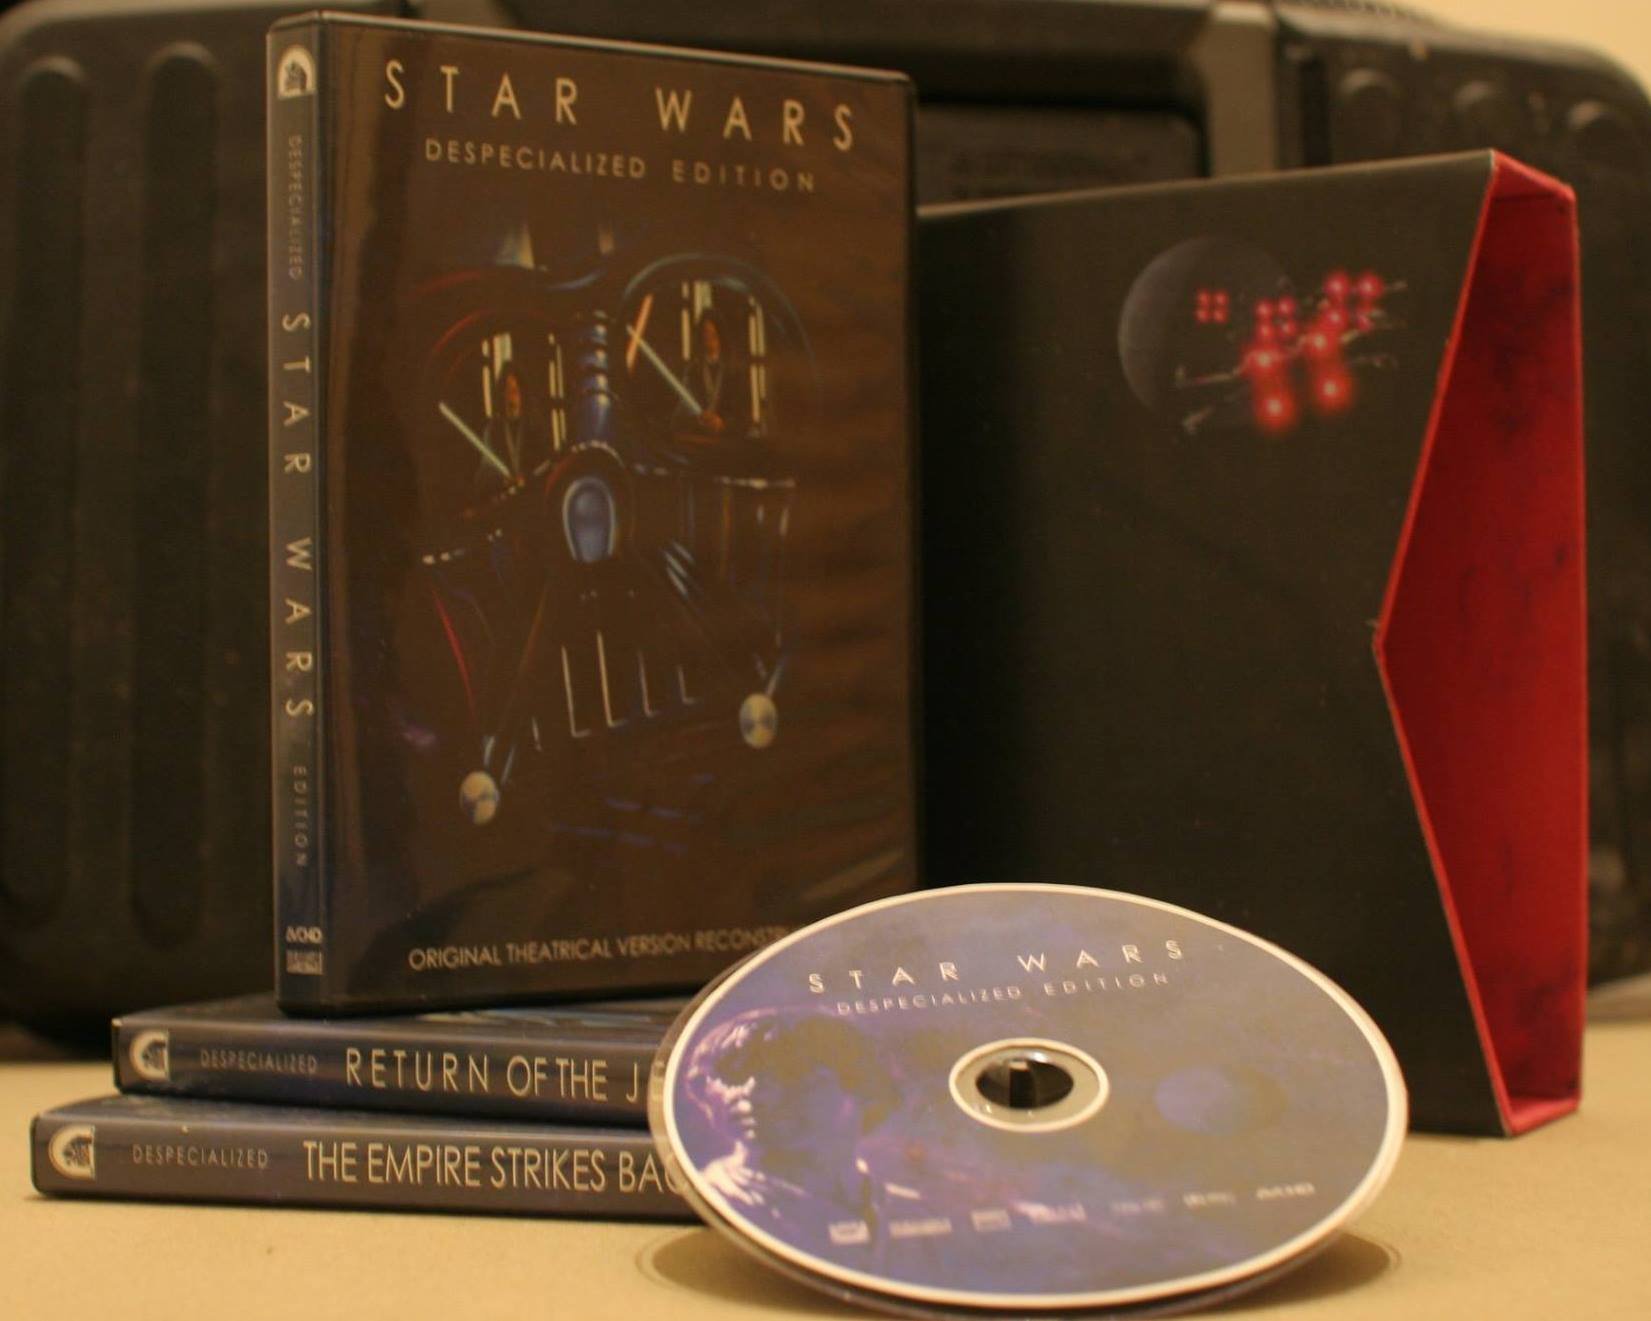 STAR WARS
DESPECIALIZED EDITION
DESPECIALIZED STAR WARS EDITION
AVCHD
ORIGINAL THEATRICAL VERSION
DESPECIALIZED RETURN OF THE J
DESPECIALIZED THE EMPIRE STRIKES BAC
STAR WARS
DESPECIALIZED EDITION